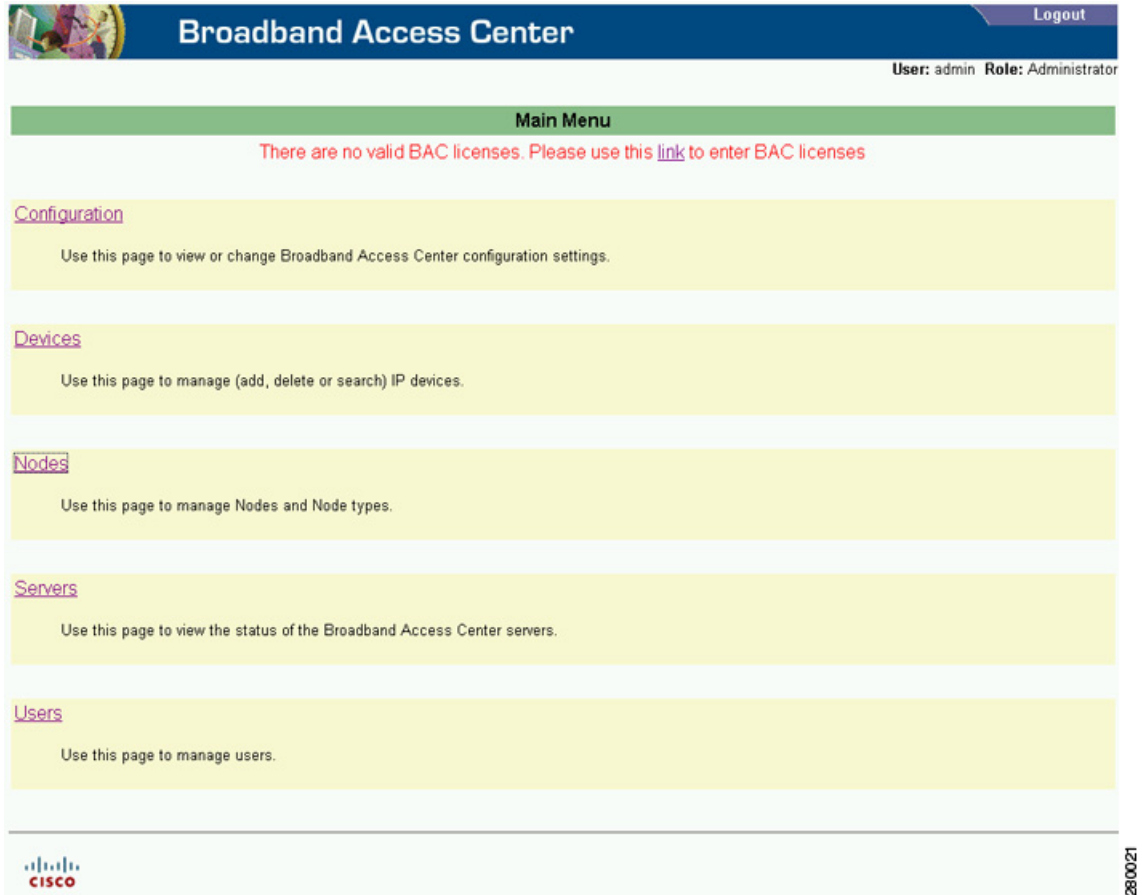 Broadband Access Center
Logout
User: admin Role: Administrator
Main Menu
There are no valid BAC licenses. Please use this link to enter BAC licenses
Configuration
Use this page to view or change Broadband Access Center configuration settings.
Devices
Use this page to manage (add, delete or search) IP devices.
Nodes
Use this page to manage Nodes and Node types.
Servers
Use this page to view the status of the Broadband Access Center servers.
Users
Use this page to manage users.
CISCO
280021